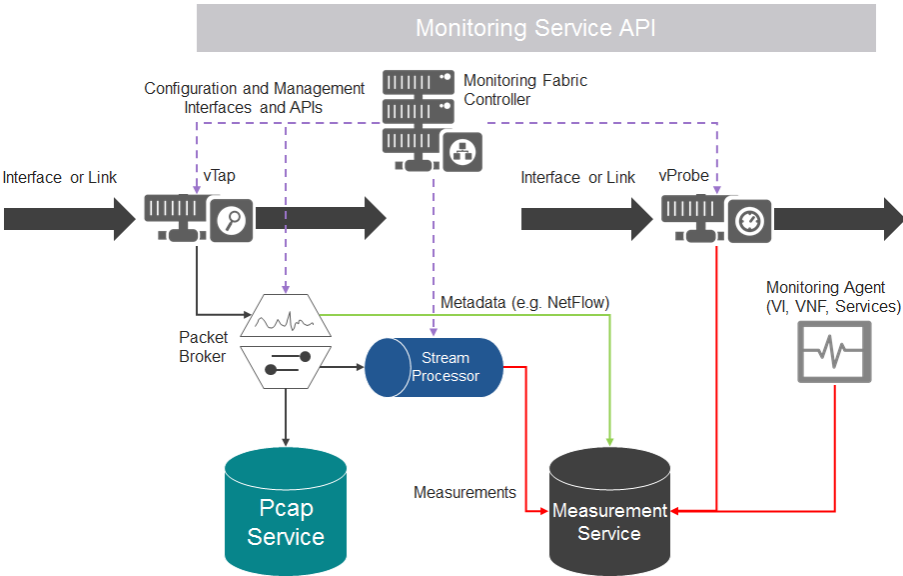 Monitoring Service API
Configuration and Management
Interfaces and APIs
Monitoring Fabric
Controller
Interface or Link
vTap
Interface or Link
vProbe
Monitoring Agent
(VI, VNF, Services)
Metadata (e.g. NetFlow)
Packet
Broker
Stream
Processor
Measurements
Pcap
Service
Measurement
Service